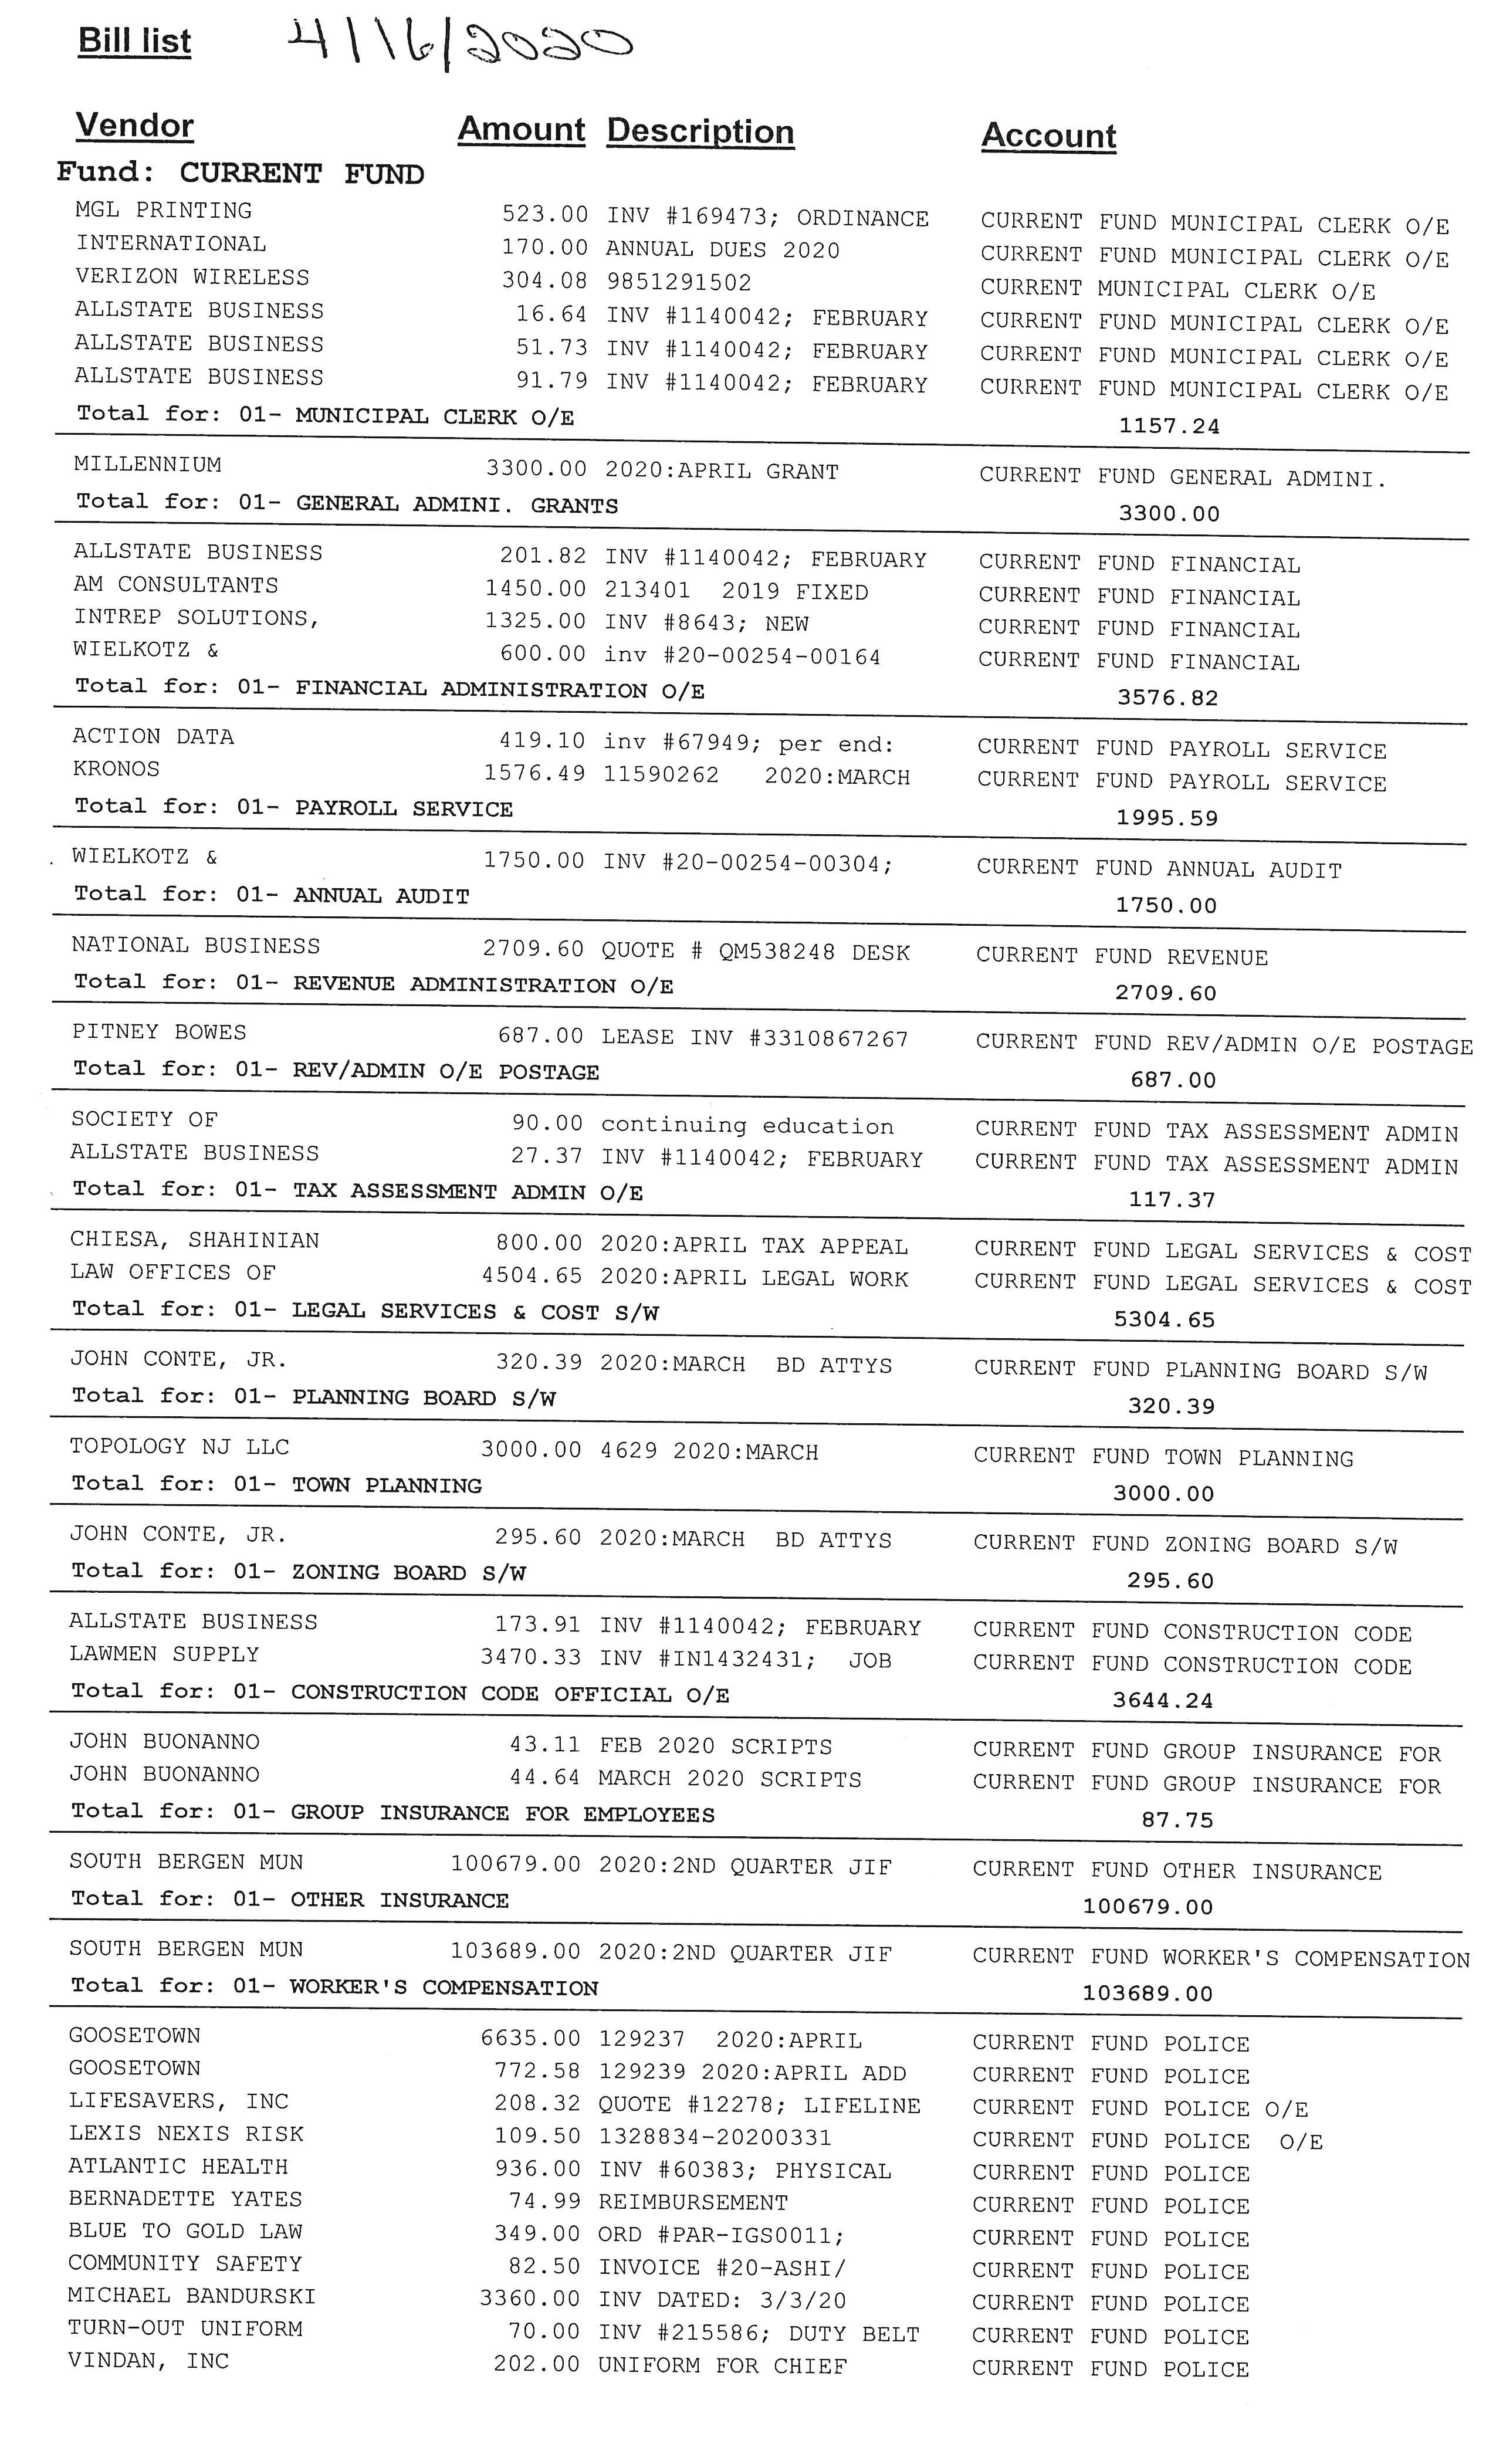 Bill list 4/16/2020
Vendor Amount Description Account
Fund: CURRENT FUND
MGL PRINTING 523.00 INV #169473; ORDINANCE CURRENT FUND MUNICIPAL CLERK O/E
INTERNATIONAL 170.00 ANNUAL DUES 2020 CURRENT FUND MUNICIPAL CLERK O/E
VERIZON WIRELESS 304.08 9851291502 CURRENT MUNICIPAL CLERK O/E
ALLSTATE BUSINESS 16.64 INV #1140042; FEBRUARY CURRENT FUND MUNICIPAL CLERK O/E
ALLSTATE BUSINESS 51.73 INV #1140042; FEBRUARY CURRENT FUND MUNICIPAL CLERK O/E
ALLSTATE BUSINESS 91.79 INV #1140042; FEBRUARY CURRENT FUND MUNICIPAL CLERK O/E
Total for: 01- MUNICIPAL CLERK O/E 1157.24
MILLENNIUM 3300.00 2020:APRIL GRANT CURRENT FUND GENERAL ADMINI.
Total for: 01- GENERAL ADMINI. GRANTS 3300.00
ALLSTATE BUSINESS 201.82 INV #1140042; FEBRUARY CURRENT FUND FINANCIAL
AM CONSULTANTS 1450.00 213401 2019 FIXED CURRENT FUND FINANCIAL
INTREP SOLUTIONS, 1325.00 INV #8643; NEW CURRENT FUND FINANCIAL
WIELKOTZ & 600.00 inv #20-00254-00164 CURRENT FUND FINANCIAL
Total for: 01- FINANCIAL ADMINISTRATION O/E 3576.82
ACTION DATA 419.10 inv #67949; per end: CURRENT FUND PAYROLL SERVICE
KRONOS 1576.49 11590262 2020:MARCH CURRENT FUND PAYROLL SERVICE
Total for: 01- PAYROLL SERVICE 1995.59
WIELKOTZ & 1750.00 INV #20-00254-00304; CURRENT FUND ANNUAL AUDIT
Total for: 01- ANNUAL AUDIT 1750.00
NATIONAL BUSINESS 2709.60 QUOTE # QM538248 DESK CURRENT FUND REVENUE
Total for: 01- REVENUE ADMINISTRATION O/E 2709.60
PITNEY BOWES 687.00 LEASE INV #3310867267 CURRENT FUND REV/ADMIN O/E POSTAGE
Total for: 01- REV/ADMIN O/E POSTAGE 687.00
SOCIETY OF 90.00 continuing education CURRENT FUND TAX ASSESSMENT ADMIN
ALLSTATE BUSINESS 27.37 INV #1140042; FEBRUARY CURRENT FUND TAX ASSESSMENT ADMIN
Total for: 01- TAX ASSESSMENT ADMIN O/E 117.37
CHIESA, SHAHINIAN 800.00 2020:APRIL TAX APPEAL CURRENT FUND LEGAL SERVICES & COST
LAW OFFICES OF 4504.65 2020:APRIL LEGAL WORK CURRENT FUND LEGAL SERVICES & COST
Total for: 01- LEGAL SERVICES & COST S/W 5304.65
JOHN CONTE, JR. 320.39 2020:MARCH BD ATTYS CURRENT FUND PLANNING BOARD S/W
Total for: 01- PLANNING BOARD S/W 320.39
TOPOLOGY NJ LLC 3000.00 4629 2020:MARCH CURRENT FUND TOWN PLANNING
Total for: 01- TOWN PLANNING 3000.00
JOHN CONTE, JR. 295.60 2020:MARCH BD ATTYS CURRENT FUND ZONING BOARD S/W
Total for: 01- ZONING BOARD S/W 295.60
ALLSTATE BUSINESS 173.91 INV #1140042; FEBRUARY CURRENT FUND CONSTRUCTION CODE
LAWMEN SUPPLY 3470.33 INV #IN1432431; JOB CURRENT FUND CONSTRUCTION CODE
Total for: 01- CONSTRUCTION CODE OFFICIAL O/E 3644.24
JOHN BUONANNO 43.11 FEB 2020 SCRIPTS CURRENT FUND GROUP INSURANCE FOR
JOHN BUONANNO 44.64 MARCH 2020 SCRIPTS CURRENT FUND GROUP INSURANCE FOR
Total for: 01- GROUP INSURANCE FOR EMPLOYEES 87.75
SOUTH BERGEN MUN 100679.00 2020:2ND QUARTER JIF CURRENT FUND OTHER INSURANCE
Total for: 01- OTHER INSURANCE 100679.00
SOUTH BERGEN MUN 103689.00 2020:2ND QUARTER JIF CURRENT FUND WORKER'S COMPENSATION
Total for: 01- WORKER'S COMPENSATION 103689.00
GOOSETOWN 6635.00 129237 2020:APRIL CURRENT FUND POLICE
GOOSETOWN 772.58 129239 2020:APRIL ADD CURRENT FUND POLICE
LIFESAVERS, INC 208.32 QUOTE #12278; LIFELINE CURRENT FUND POLICE O/E
LEXIS NEXIS RISK 109.50 1328834-20200331 CURRENT FUND POLICE O/E
ATLANTIC HEALTH 936.00 INV #60383; PHYSICAL CURRENT FUND POLICE
BERNADETTE YATES 74.99 REIMBURSEMENT CURRENT FUND POLICE
BLUE TO GOLD LAW 349.00 ORD #PAR-IGS0011; CURRENT FUND POLICE
COMMUNITY SAFETY 82.50 INVOICE #20-ASHI/ CURRENT FUND POLICE
MICHAEL BANDURSKI 3360.00 INV DATED: 3/3/20 CURRENT FUND POLICE
TURN-OUT UNIFORM 70.00 INV #215586; DUTY BELT CURRENT FUND POLICE
VINDAN, INC 202.00 UNIFORM FOR CHIEF CURRENT FUND POLICE